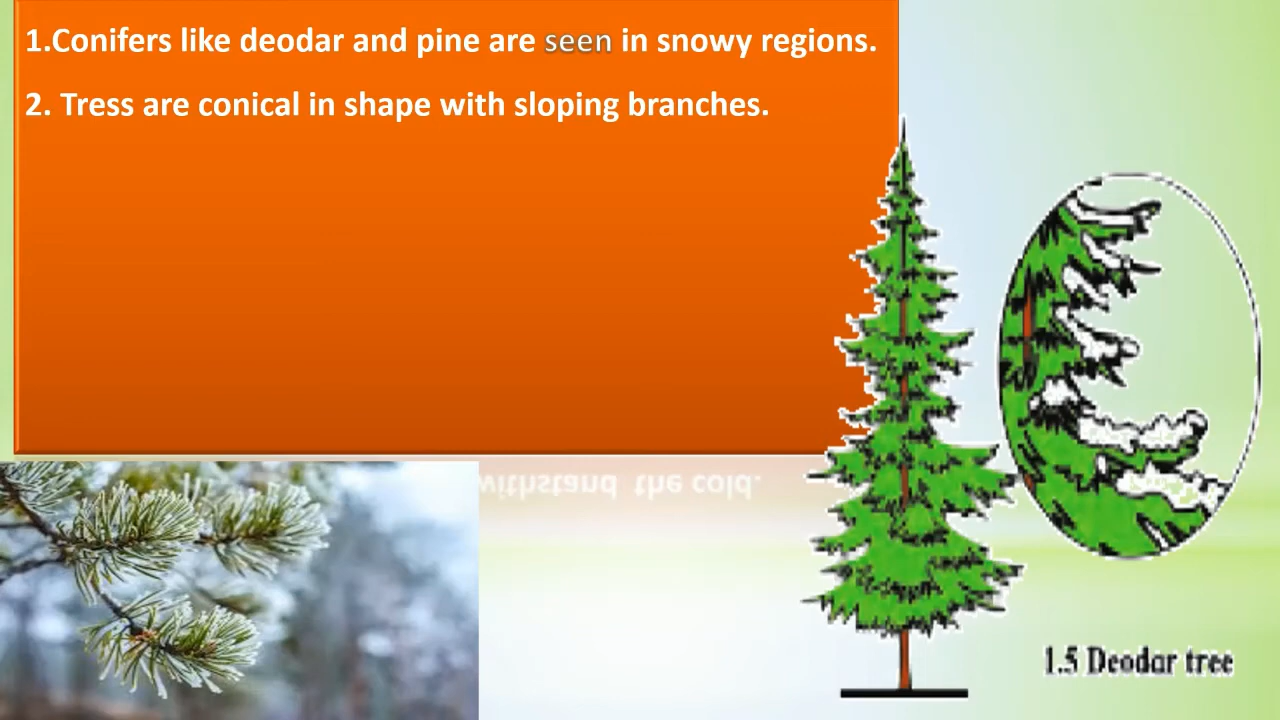 1.Conifers like deodar and pine are seen in snowy regions.
2. Tress are conical in shape with sloping branches.
withstand the cold.
1.5 Deodar tree